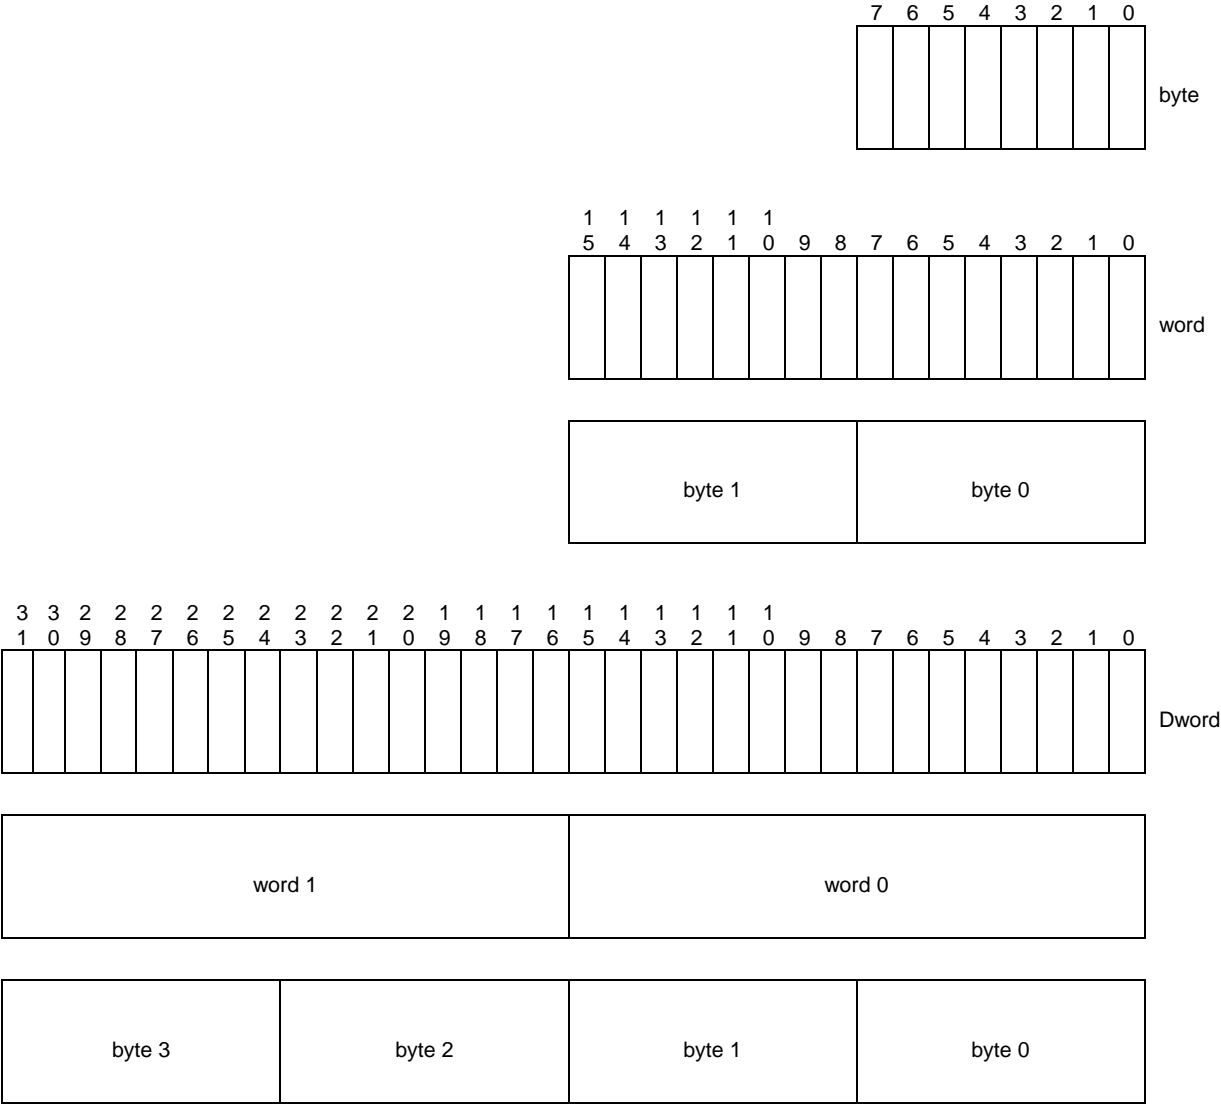 7 6 5 4 3 2 1 0
byte
1 1 1 1 1 1
5 4 3 2 1 0 9 8 7 6 5 4 3 2 1 0
word
byte 1 byte 0
3 3 2 2 2 2 2 2 2 2 2 2 1 1 1 1 1 1 1 1 1 1
1 0 9 8 7 6 5 4 3 2 1 0 9 8 7 6 5 4 3 2 1 0 9 8 7 6 5 4 3 2 1 0
Dword
word 1 word 0
byte 3 byte 2 byte 1 byte 0